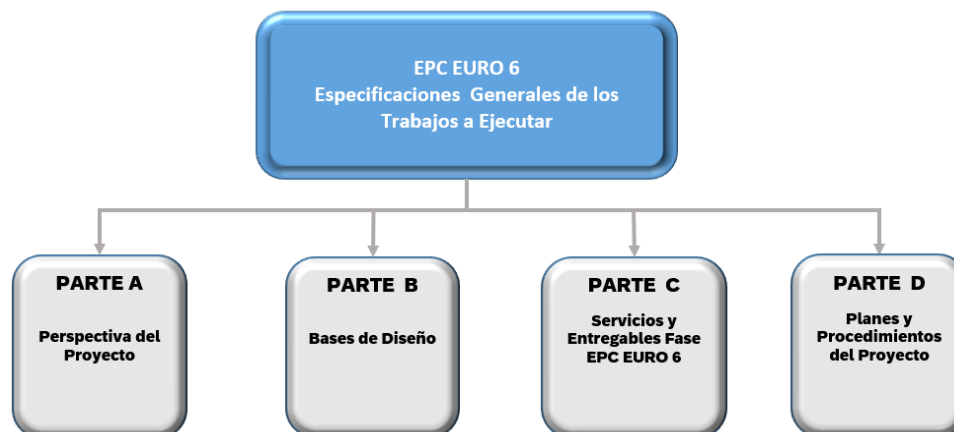 EPC EURO 6
Especificaciones Generales de los
Trabajos a Ejecutar
PARTE A
Perspectiva del
Proyecto
PARTE B
Bases de Diseño
PARTE C
Servicios y
Entregables Fase
EPC EURO 6
PARTE D
Planes y
Procedimientos
del Proyecto